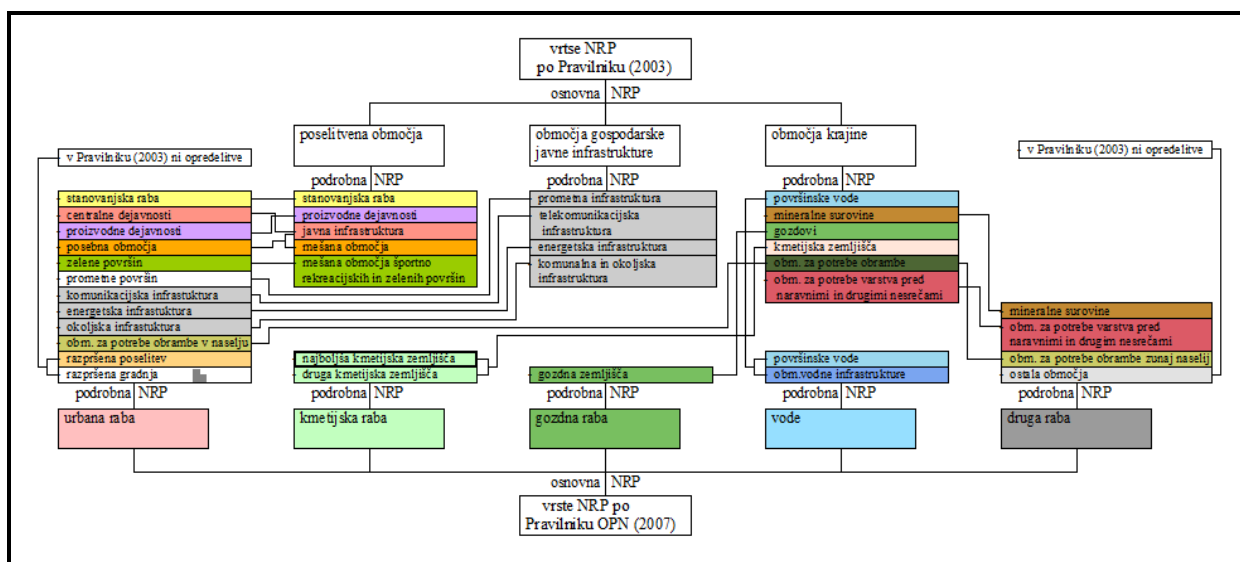 vrtse NRP
po Pravilniku (2003)
osnovna NRP
poselitvena območja
območja gospodarske
javne infrastrukture
območja krajine
v Pravilniku (2003) ni opredelitve
v Pravilniku (2003) ni opredelitve
podrobna NRP
podrobna NRP
podrobna NRP
stanovanjska raba
centralne dejavnosti
proizvodne dejavnosti
posebna območja
zelene površin
prometne površin
komunikacijska infrastuktura
energetska infrastuktura
okoljska infrastuktura
obm. za potrebe obrambe v naselju
razpršena poselitev
razpršena gradnja
stanovanjska raba
proizvodne dejavnosti
javna infrastruktura
mešana območja
mešana območja športno
rekreacijskih in zelenih površin
prometna infrastruktura
telekomunikacijska
infrastruktura
energetska infrastruktura
komunalna in okoljska
infrastruktura
površinske vode
mineralne surovine
gozdovi
kmetijska zemljišča
obm. za potrebe obrambe
obm. za potrebe varstva pred
naravnimi in drugimi nesrečami
mineralne surovine
obm. za potrebe varstva pred
naravnimi in drugim nesrečami
obm. za potrebe obrambe zunaj naselij
ostala območja
najboljša kmetijska zemljišča
druga kmetijska zemljišča
gozdna zemljišča
površinske vode
obm.vodne infrastrukture
podrobna NRP
podrobna NRP
podrobna NRP
podrobna NRP
podrobna NRP
urbana raba
kmetijska raba
gozdna raba
vode
druga raba
osnovna NRP
vrste NRP po
Pravilniku OPN (2007)